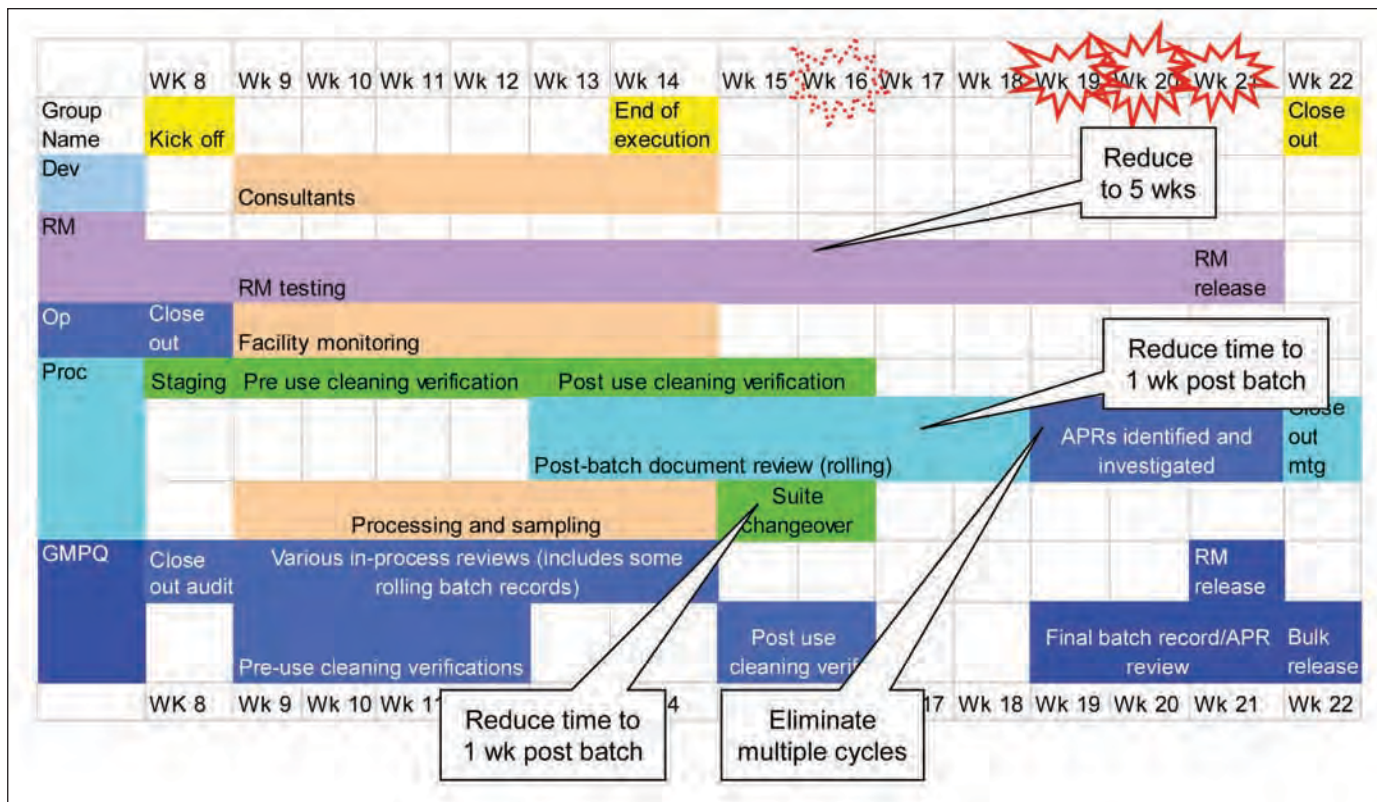 WK 8 Wk 9 Wk 10 Wk 11 Wk 12 Wk 13 Wk 14 Wk 15 Wk 16 Wk 17 Wk 18 Wk 19 Wk 20 Wk 21 Wk 22
Group
Name
Kick off
End of
execution
Close
out
Dev
Consultants
Reduce
to 5 wks
RM
RM testing
RM
release
Op
Close
out
Facility monitoring
Reduce time to
1 wk post batch
Proc
Staging
Pre use cleaning verification
Post use cleaning verification
Post-batch document review (rolling)
APRs identified and
investigated
Close
out
mtg
Processing and sampling
Suite
changeover
GMPQ
Close
out audit
Various in-process reviews (includes some
rolling batch records)
RM
release
Pre-use cleaning verifications
Post use
cleaning verif
Final batch record/APR
review
Bulk
release
WK 8 Wk 9 Wk 10 Wk 11 4 17 Wk 18 Wk 19 Wk 20 Wk 21 Wk 22
Reduce time to
1 wk post batch
Eliminate
multiple cycles